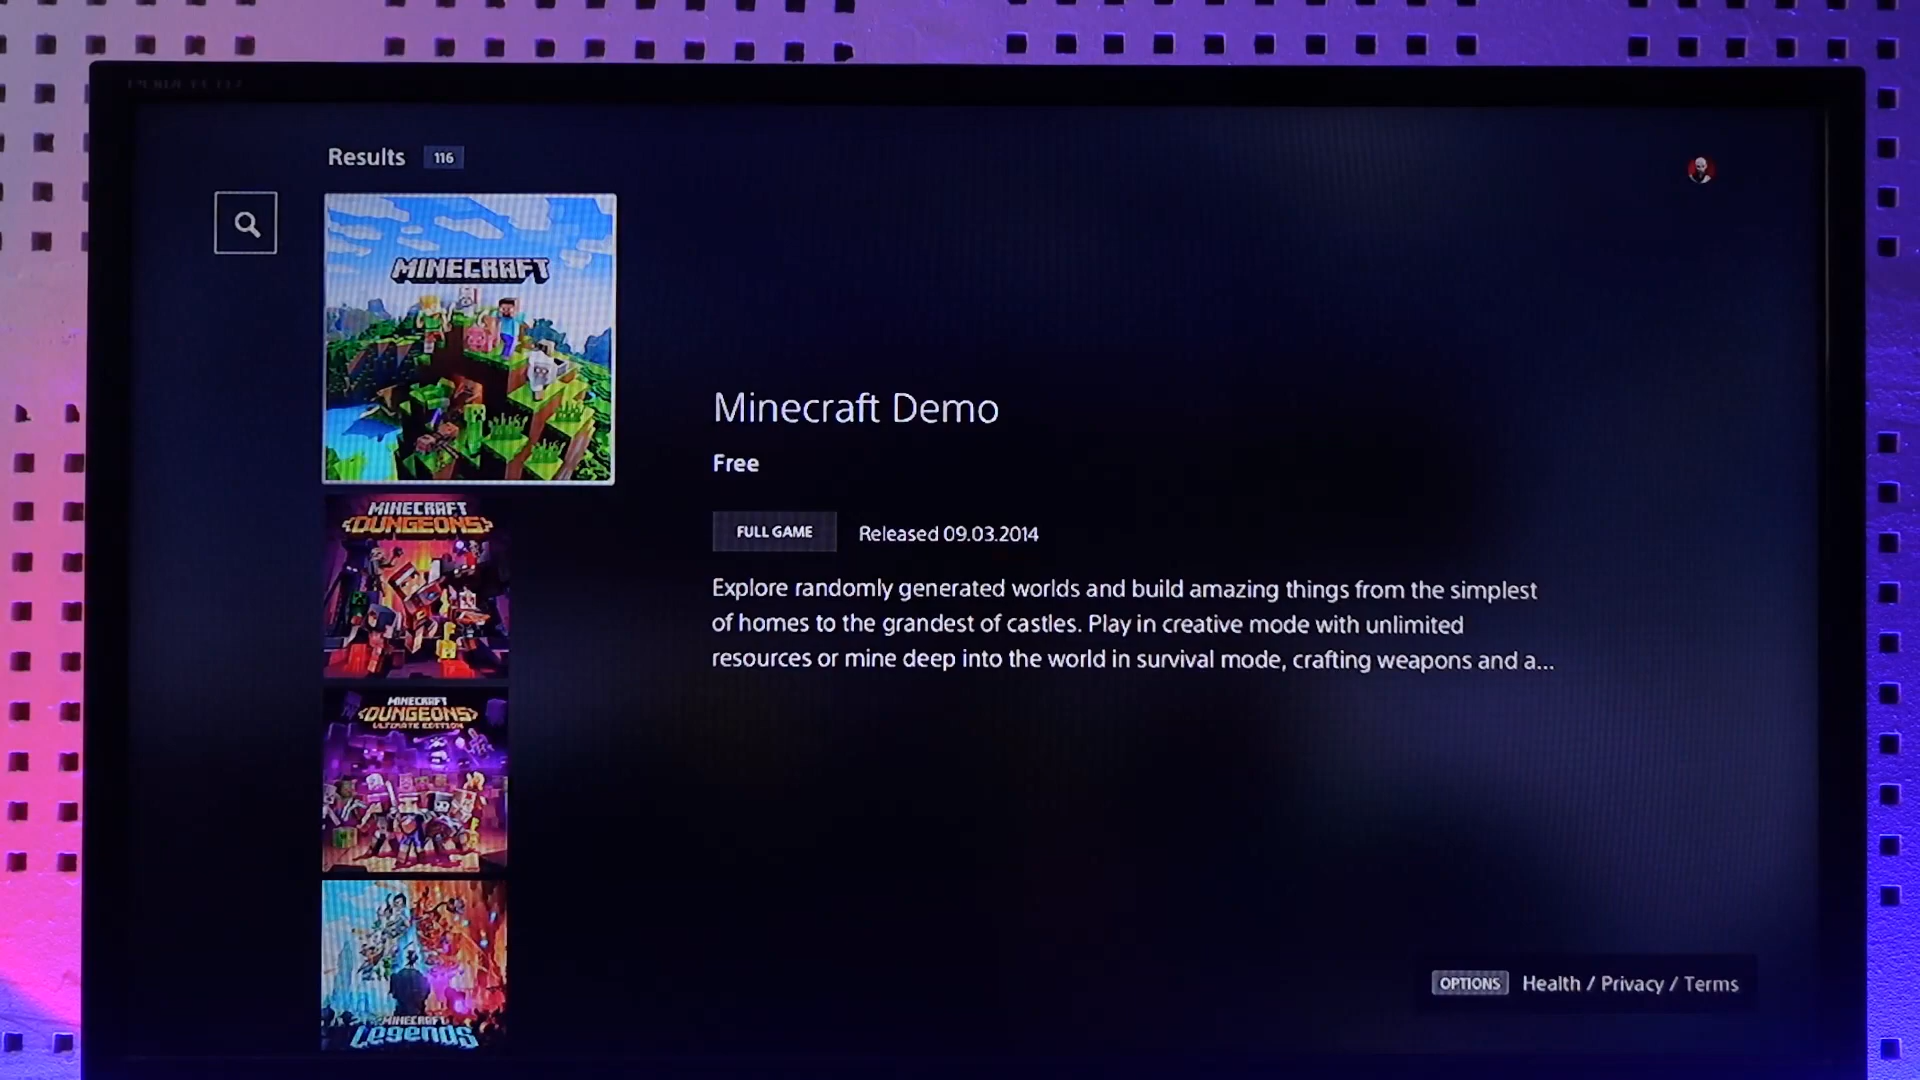 Results 116
MINECRAFT
Minecraft Demo
Free
FULL GAME Released 09.03.2014
Explore randomly generated worlds and build amazing things from the simplest
of homes to the grandest of castles. Play in creative mode with unlimited
resources or mine deep into the world in survival mode, crafting weapons and a...
MINECRAFT
DUNGEONS
MINECRAFT
DUNGEONS
ULTIMATE EDITION
MINECRAFT
Legends
OPTIONS Health / Privacy / Terms